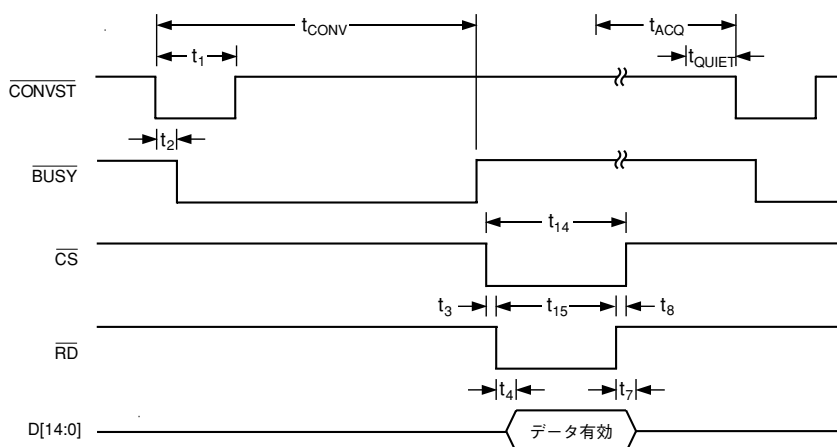 tCONV
tACQ
t1
tQUIET
CONVST
t2
BUSY
t14
CS
t3
t15
t8
RD
t4
t7
D[14:0]
データ有効